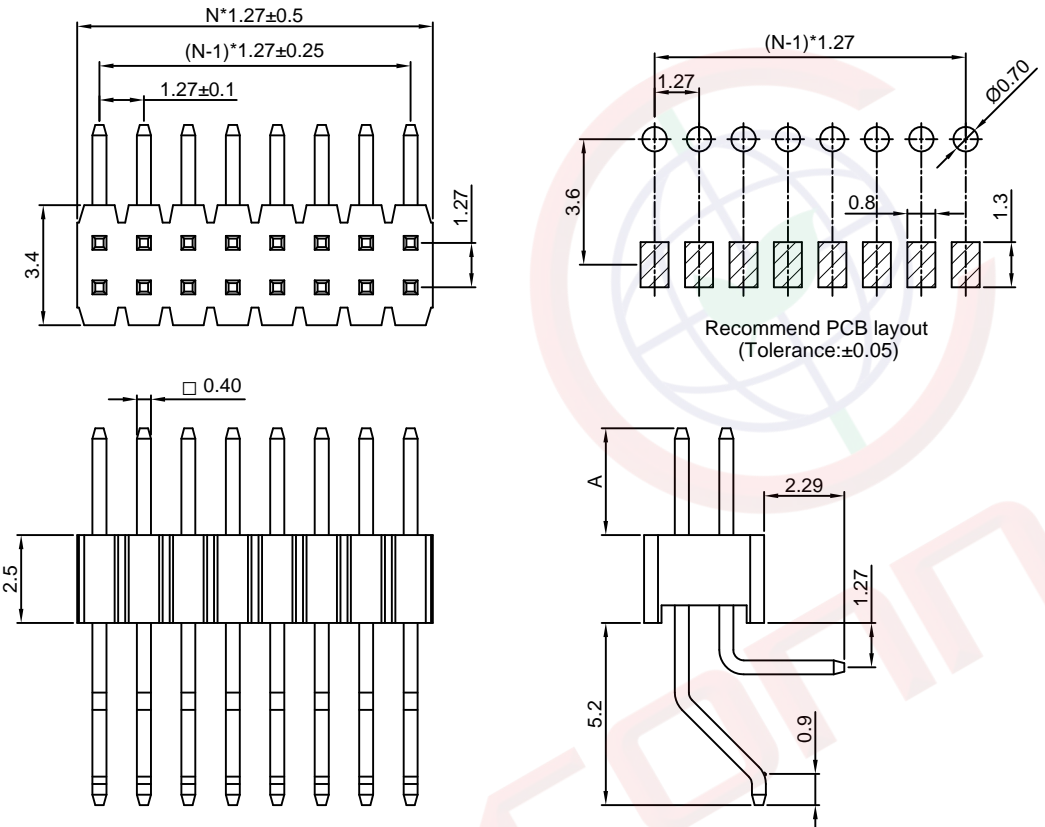 N*1.27±0.5
(N-1)*1.27±0.25
1.27±0.1
3.4
1.27
(N-1)*1.27
1.27
Ø0.70
3.6
0.8
1.3
Recommend PCB layout
(Tolerance:±0.05)
□ 0.40
2.5
A
2.29
1.27
5.2
0.9